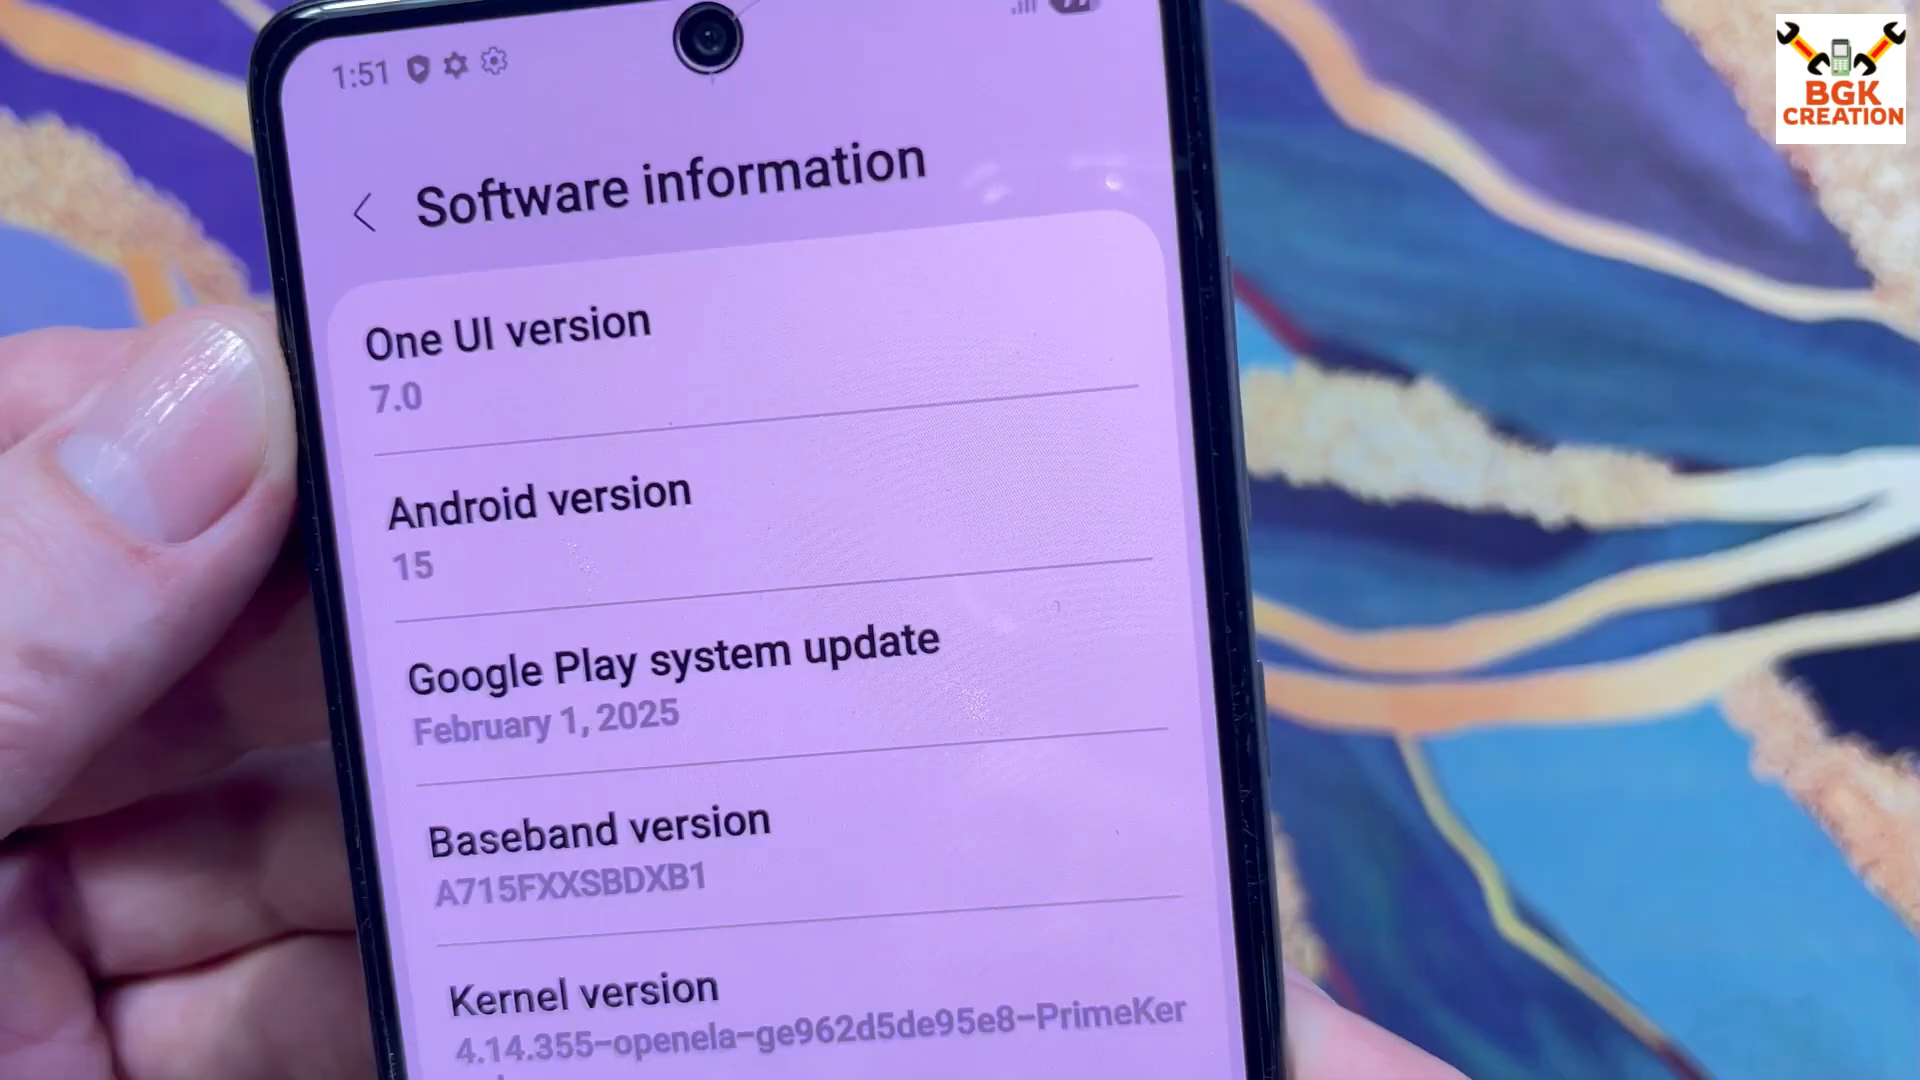 1:51
BGK
CREATION
Software information
One UI version
7.0
Android version
15
Google Play system update
February 1, 2025
Baseband version
A715FXXSBDXB1
Kernel version
4.14.355-openela-ge962d5de95e8-PrimeKer